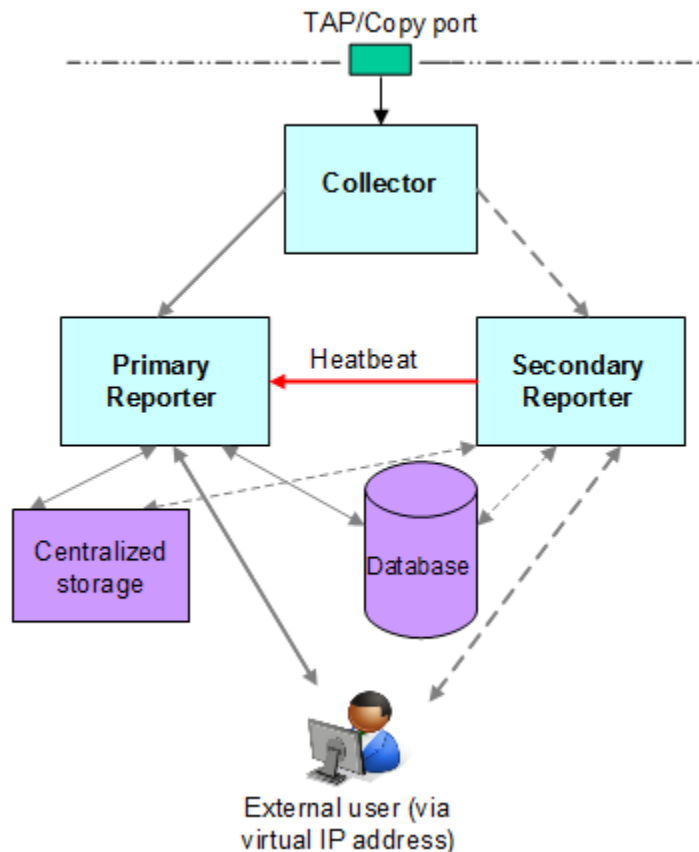 TAP/Copy port
Collector
Primary
Reporter
Heatbeat
Secondary
Reporter
Centralized
storage
Database
External user (via
virtual IP address)